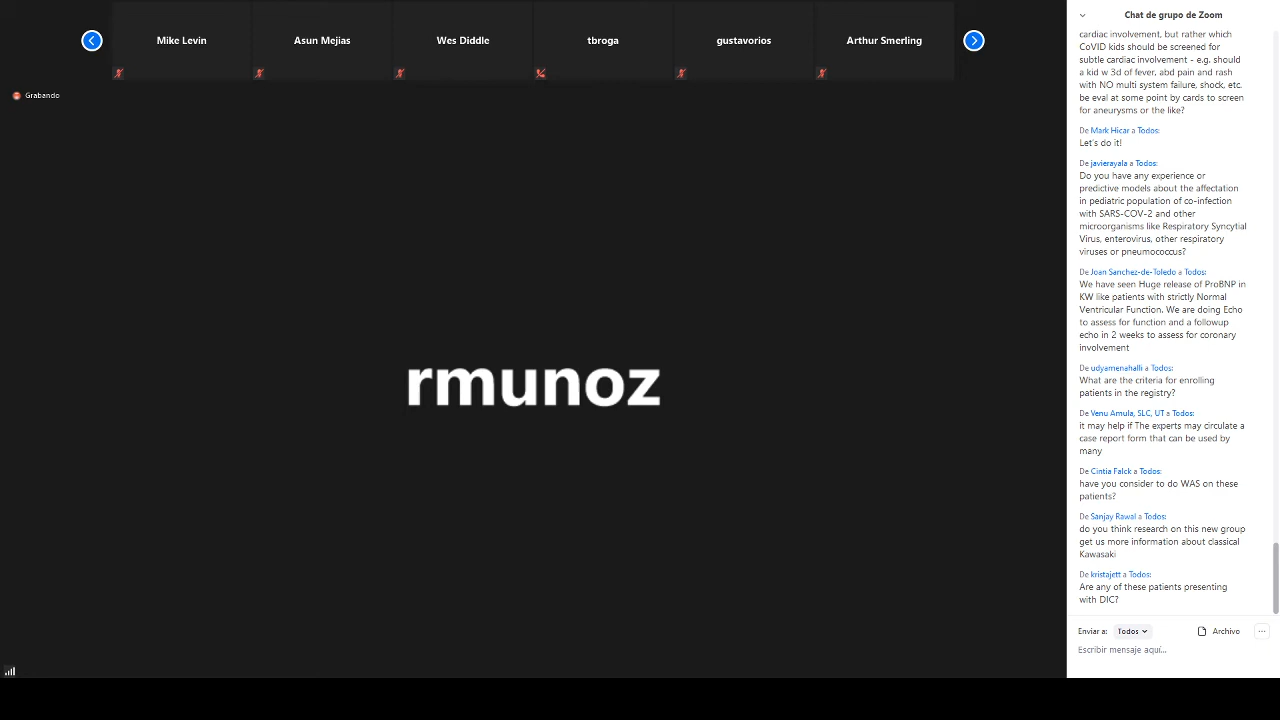 Mike Levin
Asun Mejias
Wes Diddle
tbroga
gustavorios
Arthur Smerling
Grabando
rmunoz
Chat de grupo de Zoom
cardiac involvement, but rather which
CoVID kids should be screened for
subtle cardiac involvement - e.g. should
a kid w 3d of fever, abd pain and rash
with NO multi system failure, shock, etc.
be eval at some point by cards to screen
for aneurysms or the like?
De Mark Hicar a Todos:
Let's do it!
De javierayala a Todos:
Do you have any experience or
predictive models about the affectation
in pediatric population of co-infection
with SARS-COV-2 and other
microorganisms like Respiratory Syncytial
Virus, enterovirus, other respiratory
viruses or pneumococcus?
De Joan Sanchez-de-Toledo a Todos:
We have seen Huge release of ProBNP in
KW like patients with strictly Normal
Ventricular Function. We are doing Echo
to assess for function and a followup
echo in 2 weeks to assess for coronary
involvement
De udyamenahalli a Todos:
What are the criteria for enrolling
patients in the registry?
De Venu Amula, SLC, UT a Todos:
it may help if The experts may circulate a
case report form that can be used by
many
De Cintia Falck a Todos:
have you consider to do WAS on these
patients?
De Sanjay Rawal a Todos:
do you think research on this new group
get us more information about classical
Kawasaki
De kristajett a Todos:
Are any of these patients presenting
with DIC?
Enviar a: Todos Archivo
Escribir mensaje aquí...